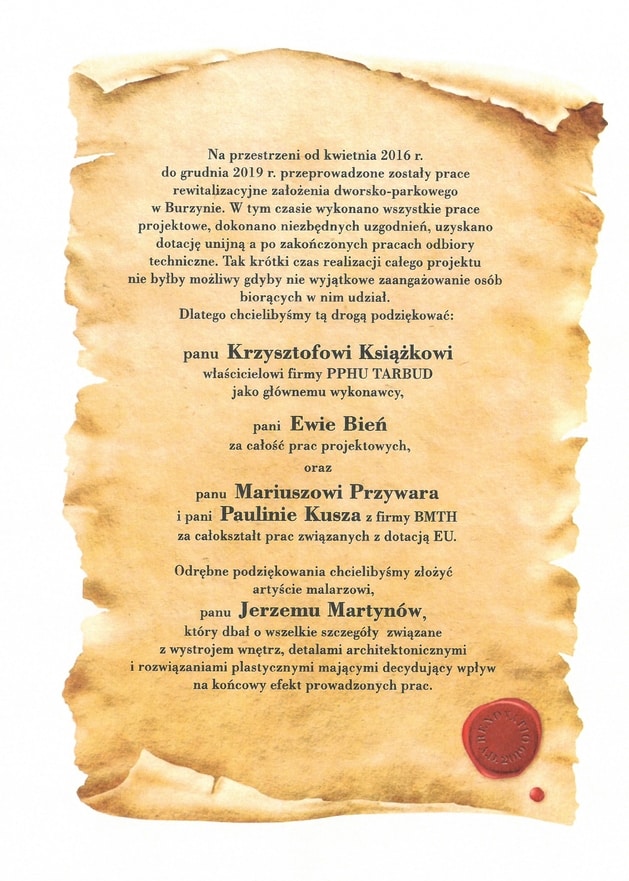 Na przestrzeni od kwietnia 2016 r.
do grudnia 2019 r. przeprowadzone zostały prace
rewitalizacyjne założenia dworsko-parkowego
w Burzynie. W tym czasie wykonano wszystkie prace
projektowe, dokonano niezbędnych uzgodnień, uzyskano
dotację unijną a po zakończonych pracach odbiory
techniczne. Tak krótki czas realizacji całego projektu
nie byłby możliwy gdyby nie wyjątkowe zaangażowanie osób
biorących w nim udział.
Dlatego chcielibyśmy tą drogą podziękować:
panu Krzysztofowi Książkowi
właścicielowi firmy PPHU TARBUD
jako głównemu wykonawcy,
pani Ewie Bień
za całość prac projektowych,
oraz
panu Mariuszowi Przywara
i pani Paulinie Kusza z firmy BMTH
za całokształt prac związanych z dotacją EU.
Odrębne podziękowania chcielibyśmy złożyć
artyście malarzowi,
panu Jerzemu Martynów,
który dbał o wszelkie szczegóły związane
z wystrojem wnętrz, detalami architektonicznymi
i rozwiązaniami plastycznymi mającymi decydujący wpływ
na końcowy efekt prowadzonych prac.
RENOVATIO
A.D. 2019